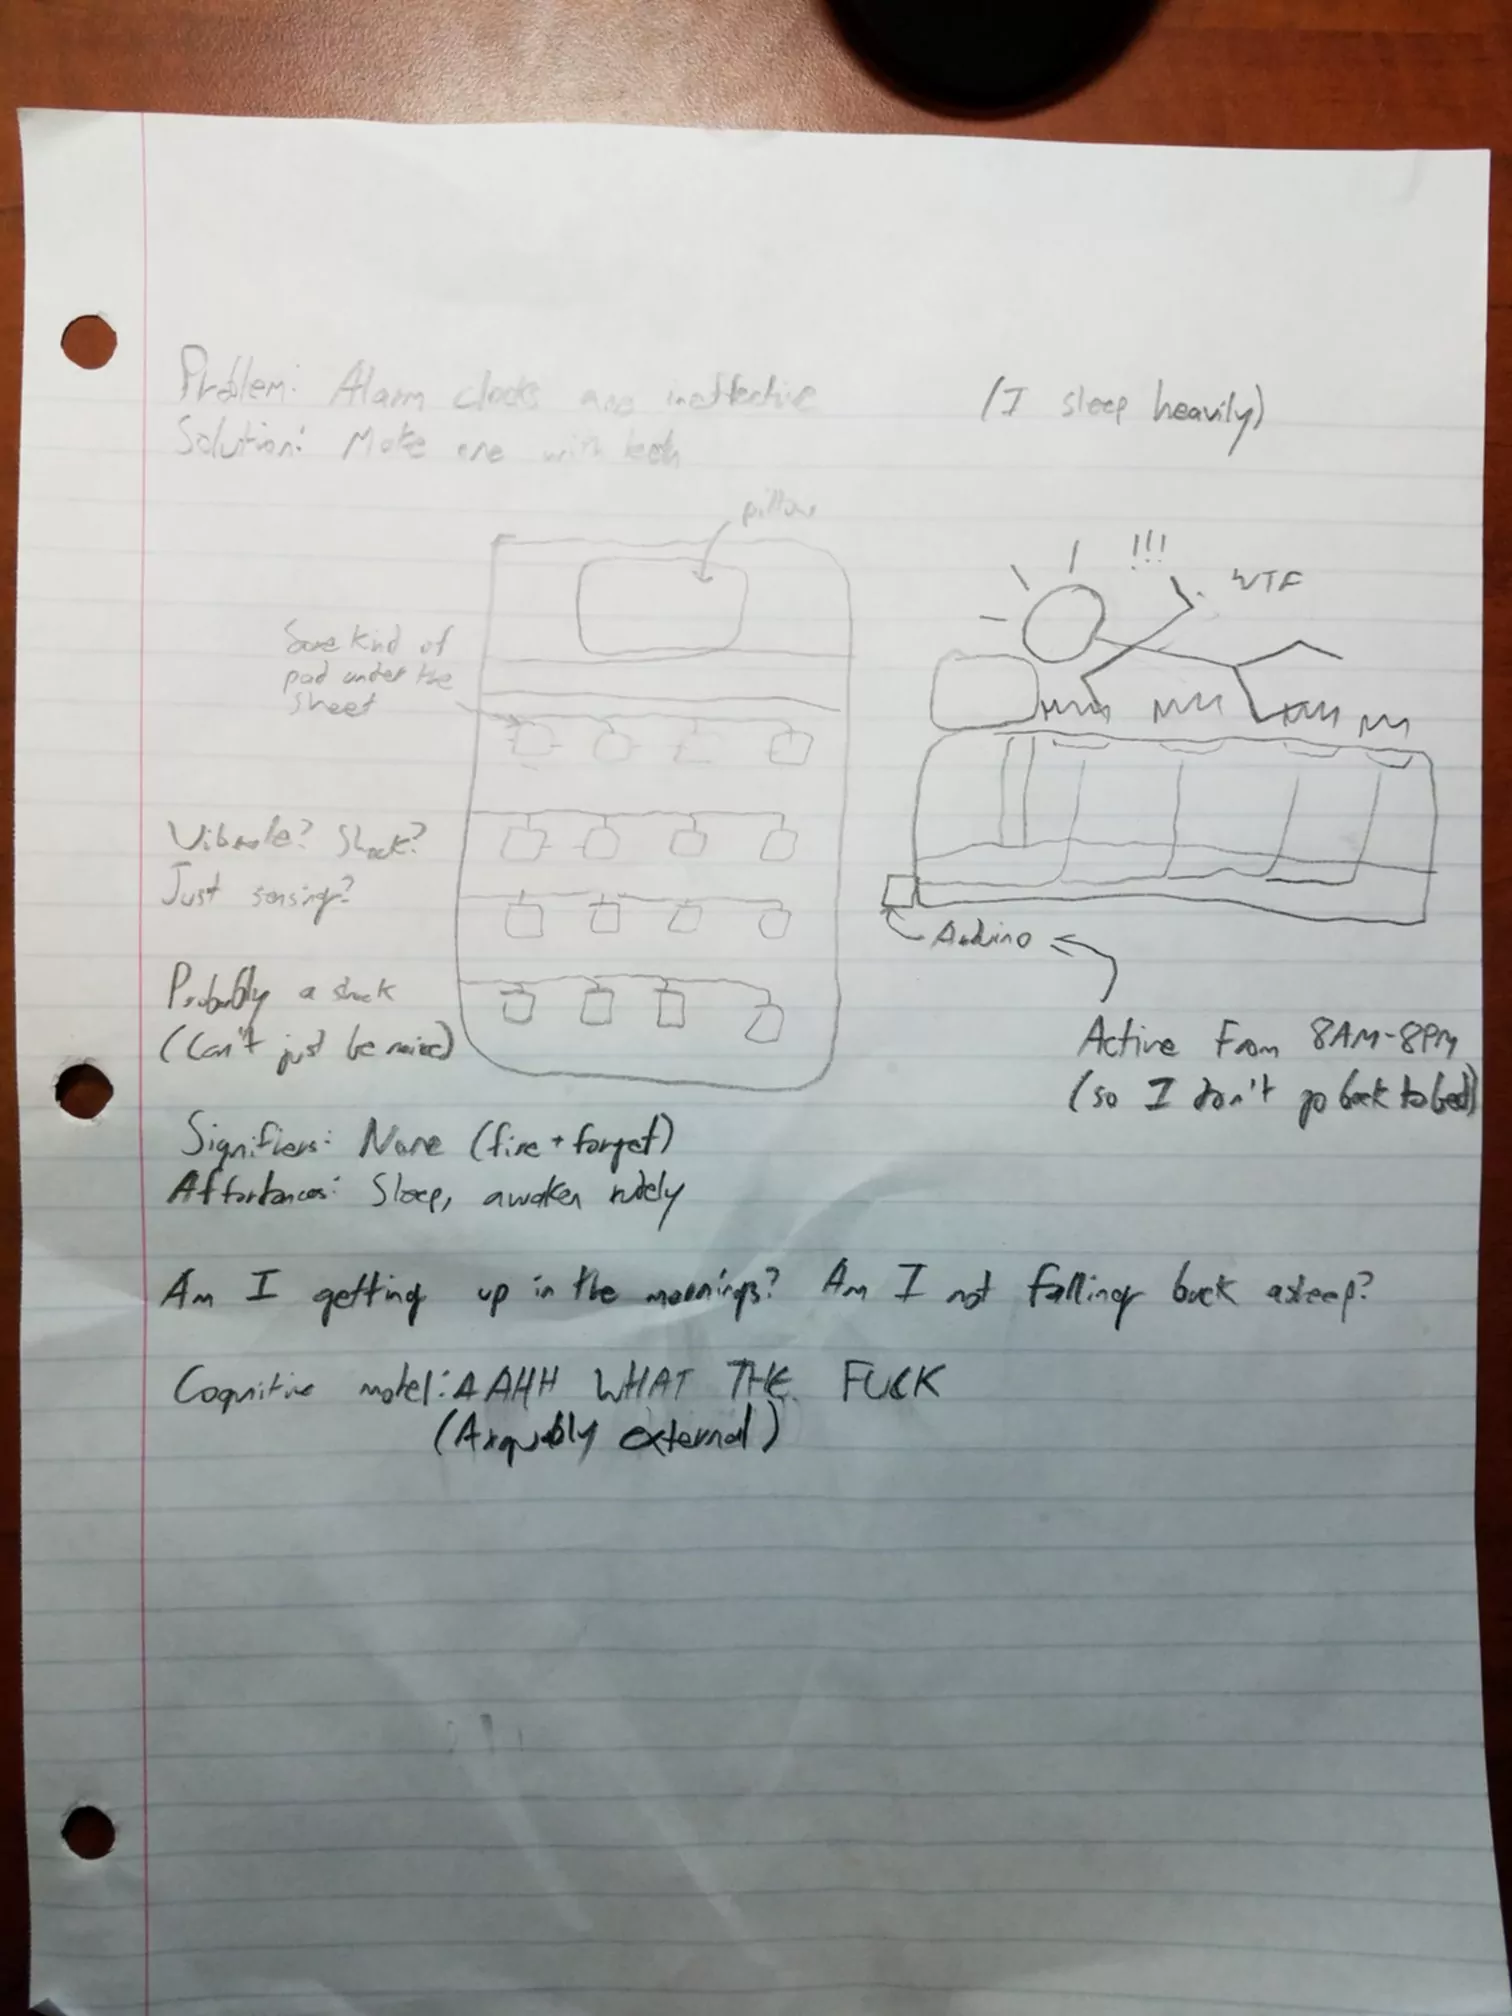 Problem: Alarm clocks are ineffective
(I sleep heavily)
Solution: Make one with teeth
pillow
!!!
WTF
Some kind of
pad under the
sheet
Vibrate? Shock?
Just sensing?
Arduino
Probably a shock
(Can't just be noise)
Active From 8AM-8PM
(so I don't go back to bed)
Signifiers: None (fire + forget)
Affordances: Sleep, awaken rudely
Am I getting up in the mornings? Am I not falling back asleep?
Cognitive model: AAHH WHAT THE FUCK
(Arguably external)